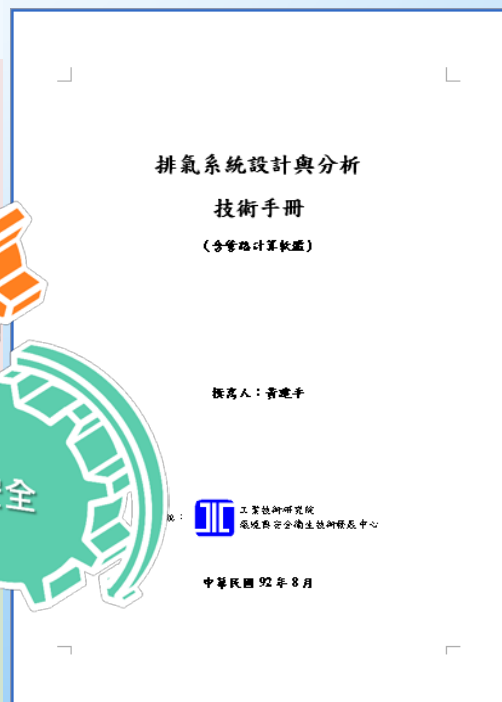 排氣系統設計與分析
技術手冊
(含管路計算軟體)
撰寫人：黃建平
全
：
工業技術研究院
環境與安全衛生技術發展中心
中華民國 92 年 8 月